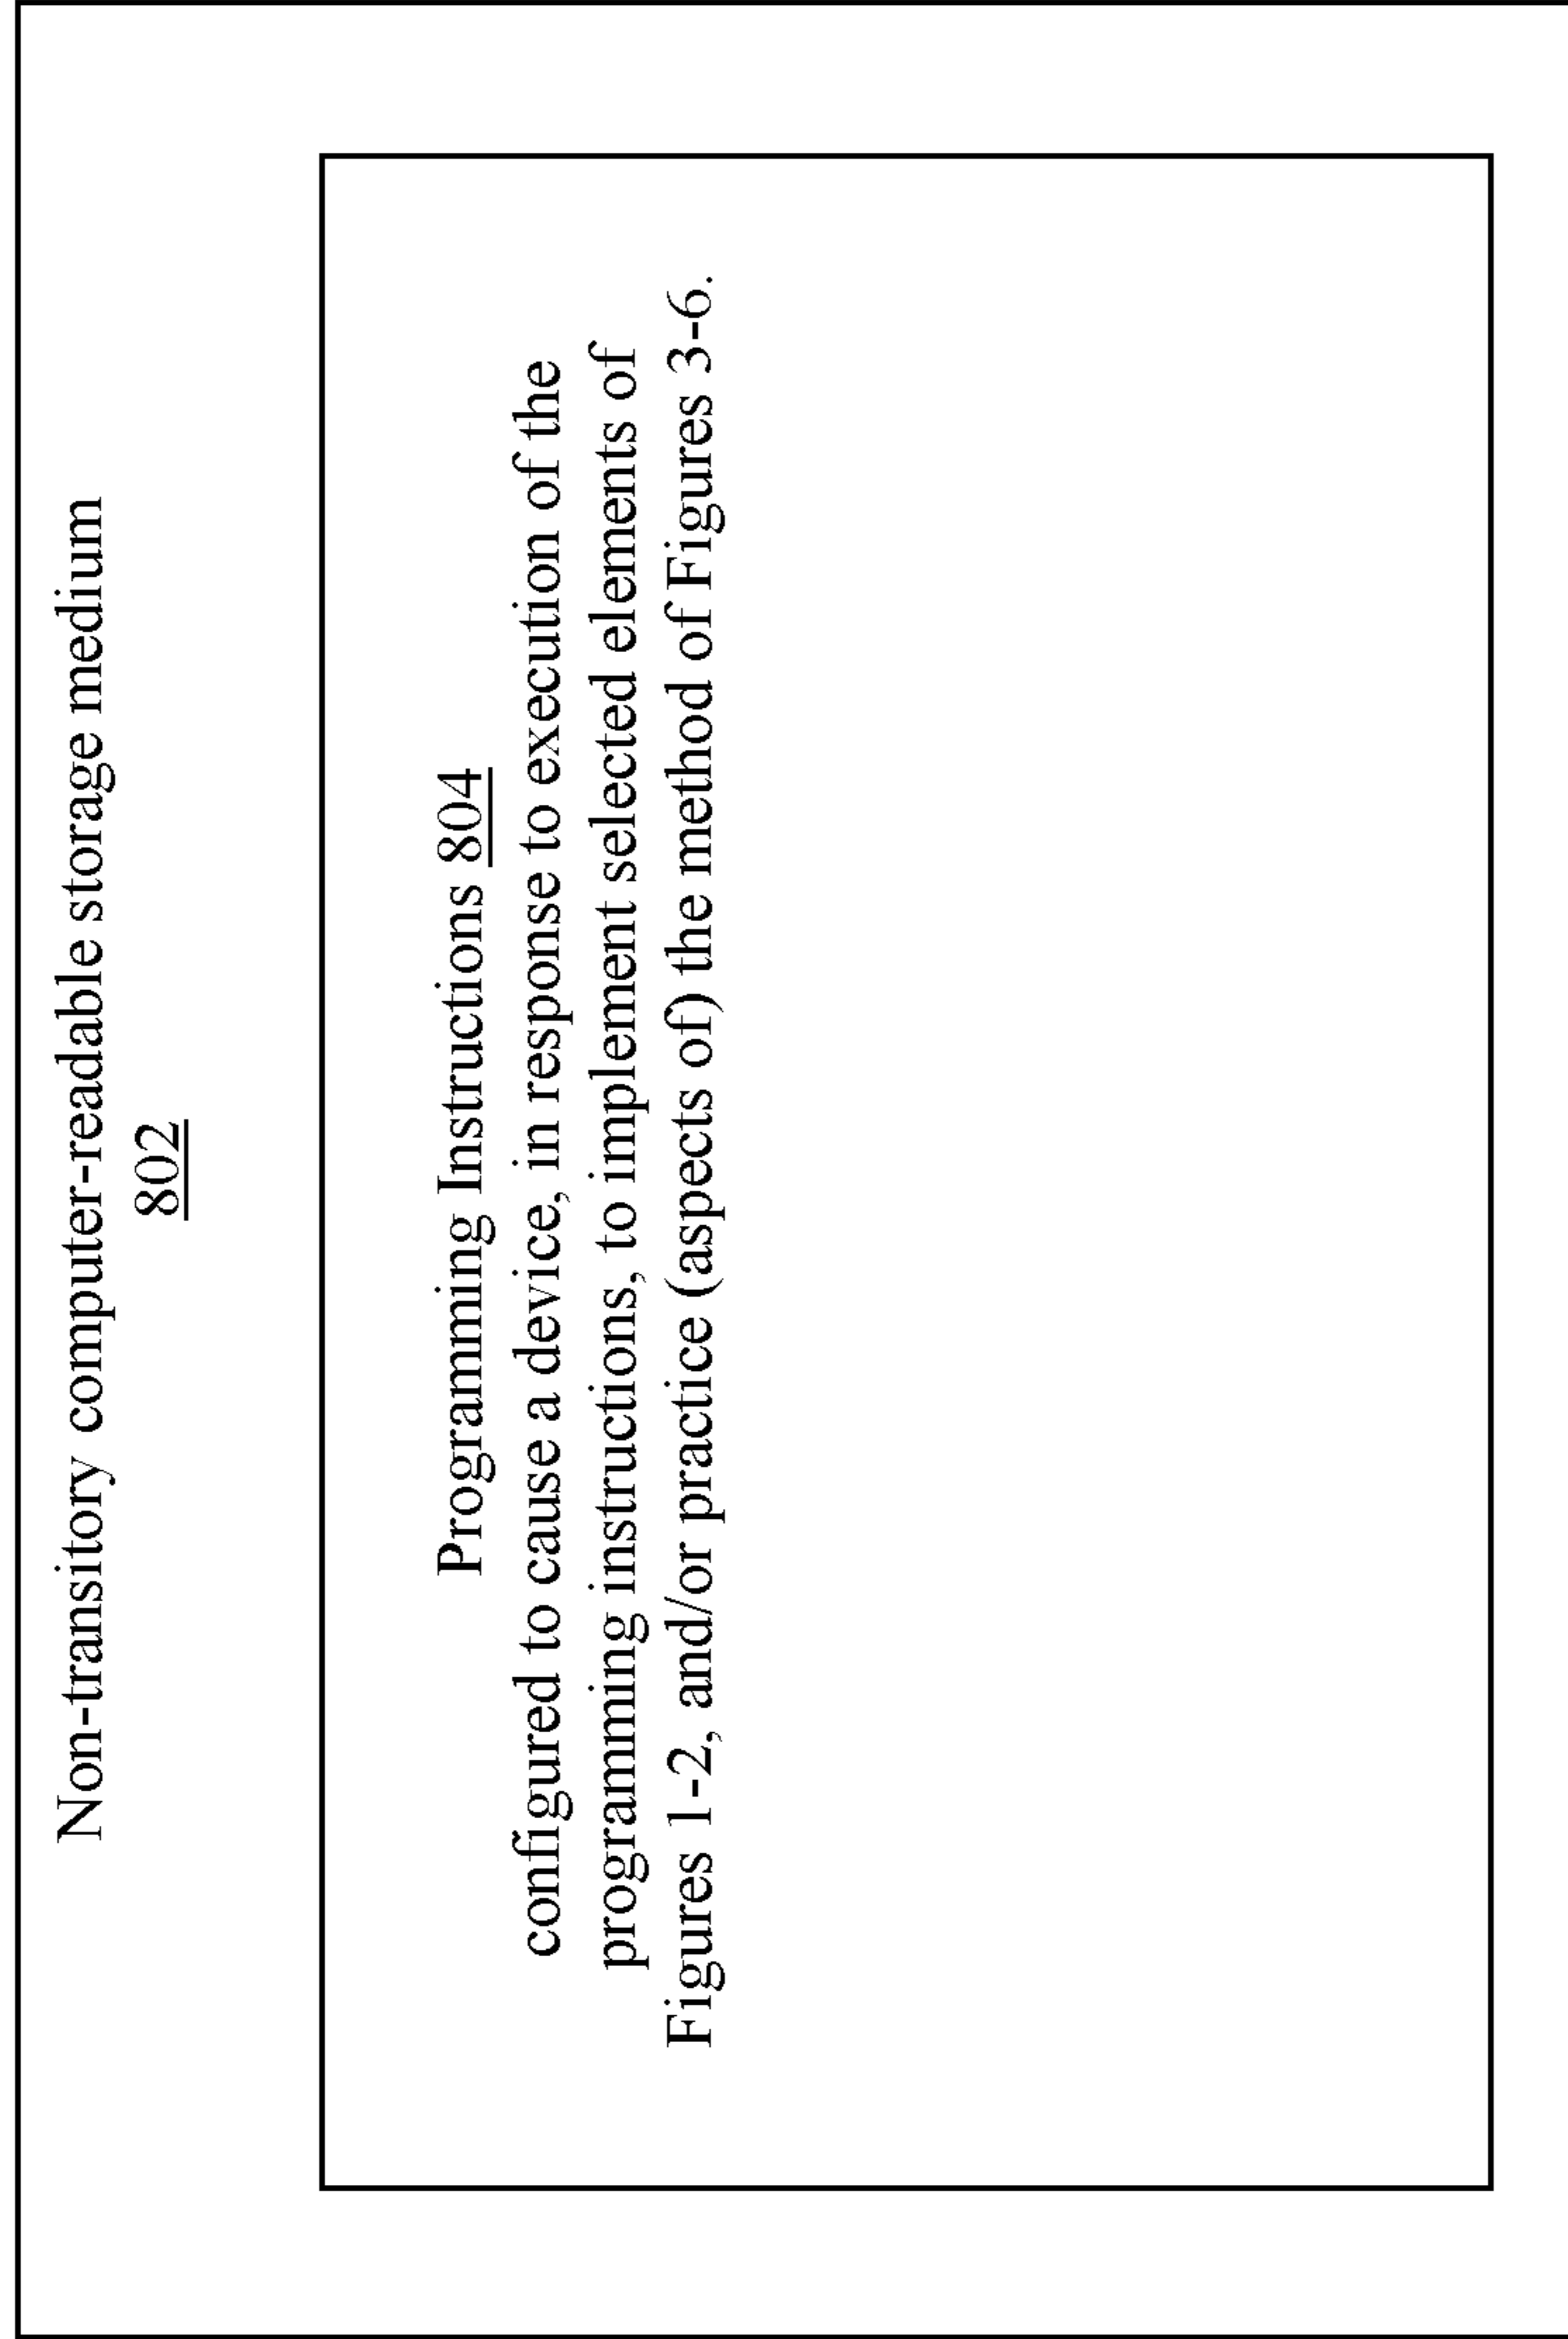 Non-transitory computer-readable storage medium
802
Programming Instructions 804
configured to cause a device, in response to execution of the
programming instructions, to implement selected elements of
Figures 1-2, and/or practice (aspects of) the method of Figures 3-6.